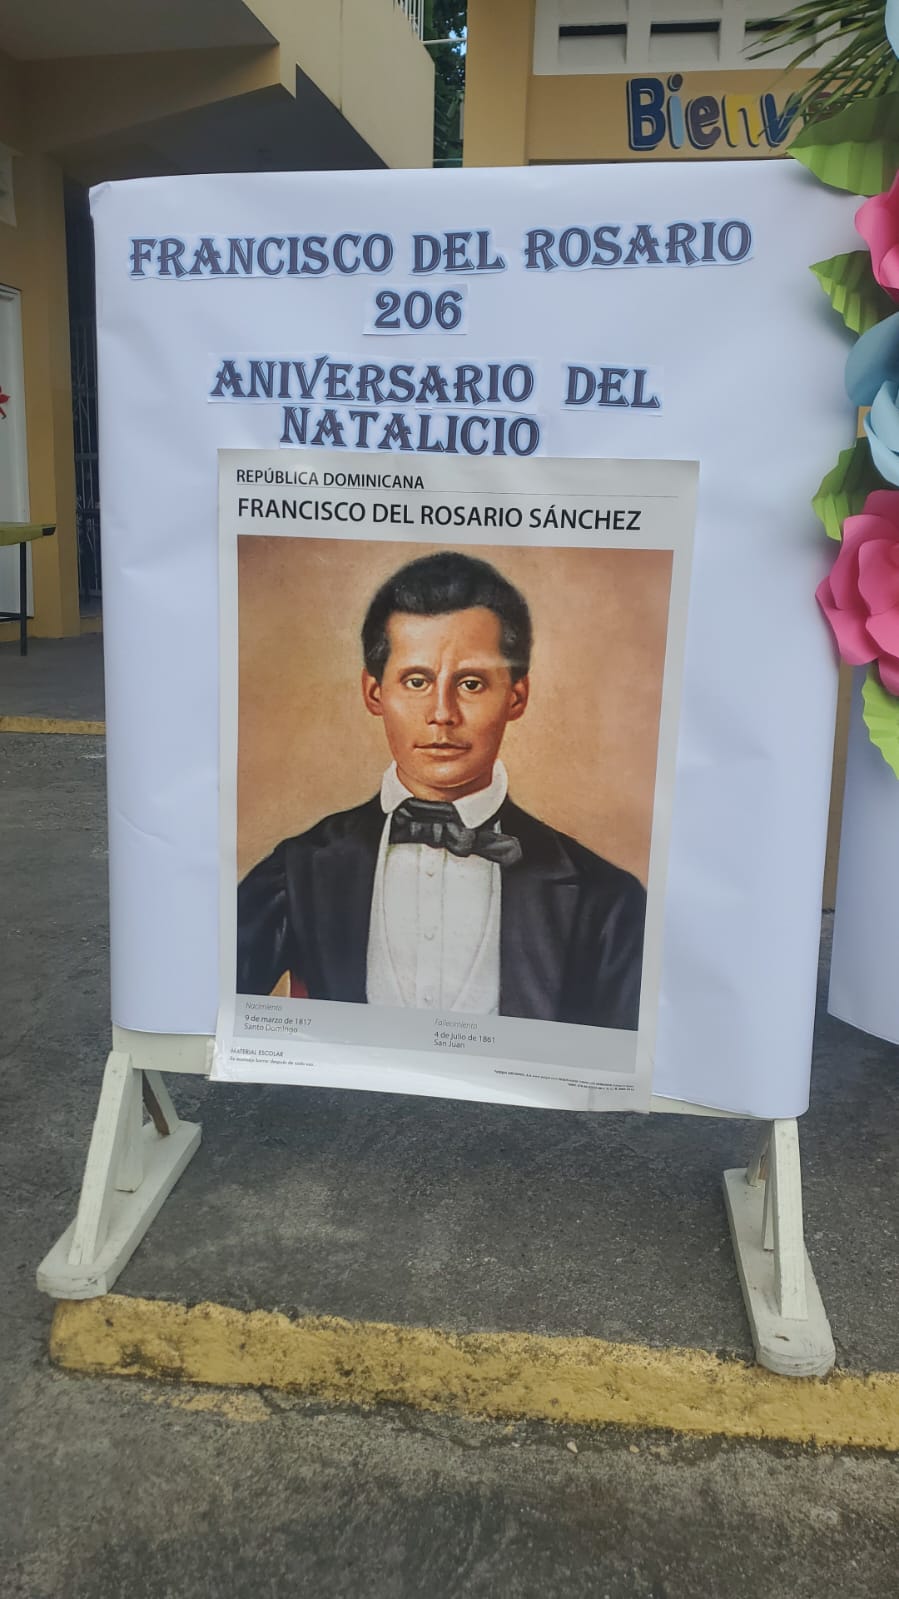 Bienv
FRANCISCO DEL ROSARIO
206
ANIVERSARIO DEL
NATALICIO
REPÚBLICA DOMINICANA
FRANCISCO DEL ROSARIO SÁNCHEZ
Nacimiento
9 de marzo de 1817
Santo Domingo
Fallecimiento
4 de julio de 1861
San Juan
MATERIAL ESCOLAR